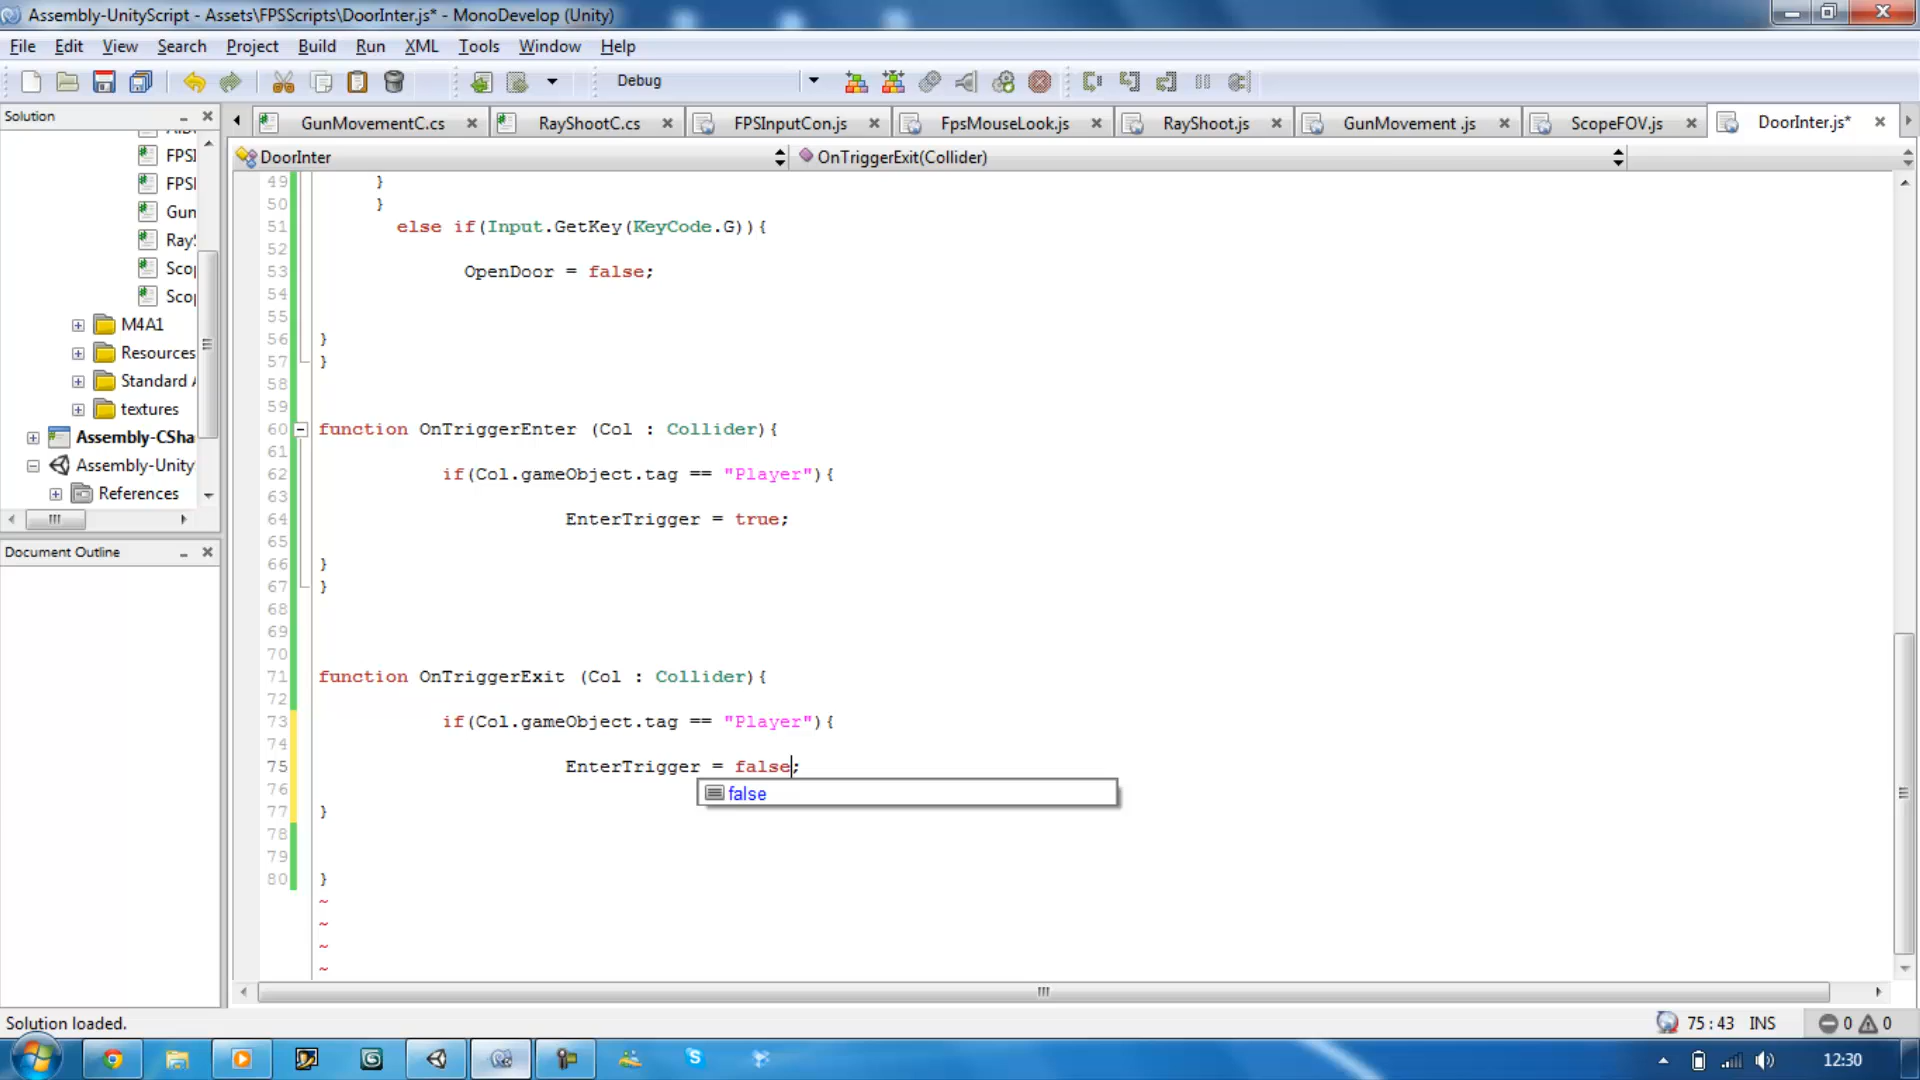 Assembly-UnityScript - Assets\FPSScripts\DoorInter.js* - MonoDevelop (Unity)
File Edit View Search Project Build Run XML Tools Window Help
Debug
Solution
GunMovementC.cs RayShootC.cs FPSInputCon.js FpsMouseLook.js RayShoot.js GunMovement .js ScopeFOV.js DoorInter.js*
DoorInter OnTriggerExit(Collider)
FPSI
FPSI
Gun
Ray
Sco
Sco
M4A1
Resources
Standard
textures
Assembly-CSha
Assembly-Unity
References
Document Outline
49 }
50 }
51 else if(Input.GetKey(KeyCode.G)){
52
53 OpenDoor = false;
54
55
56 }
57 }
58
59
60 function OnTriggerEnter (Col : Collider){
61
62 if(Col.gameObject.tag == "Player"){
63
64 EnterTrigger = true;
65
66 }
67 }
68
69
70
71 function OnTriggerExit (Col : Collider){
72
73 if(Col.gameObject.tag == "Player"){
74
75 EnterTrigger = false;
76
false
77 }
78
79
80 }
~
~
~
~
Solution loaded.
75 : 43 INS 0 0
12:30